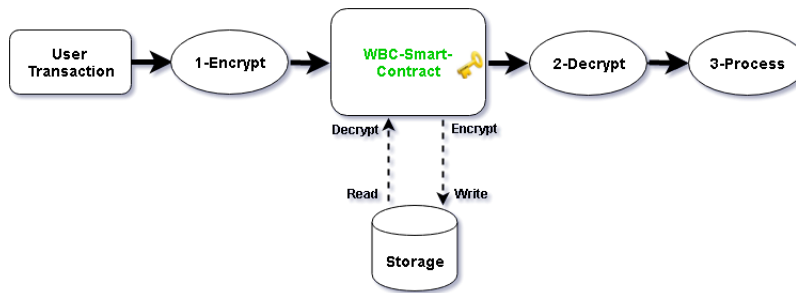 User
Transaction
1-Encrypt
WBC-Smart-
Contract
2-Decrypt
3-Process
Decrypt
Encrypt
Read
Write
Storage